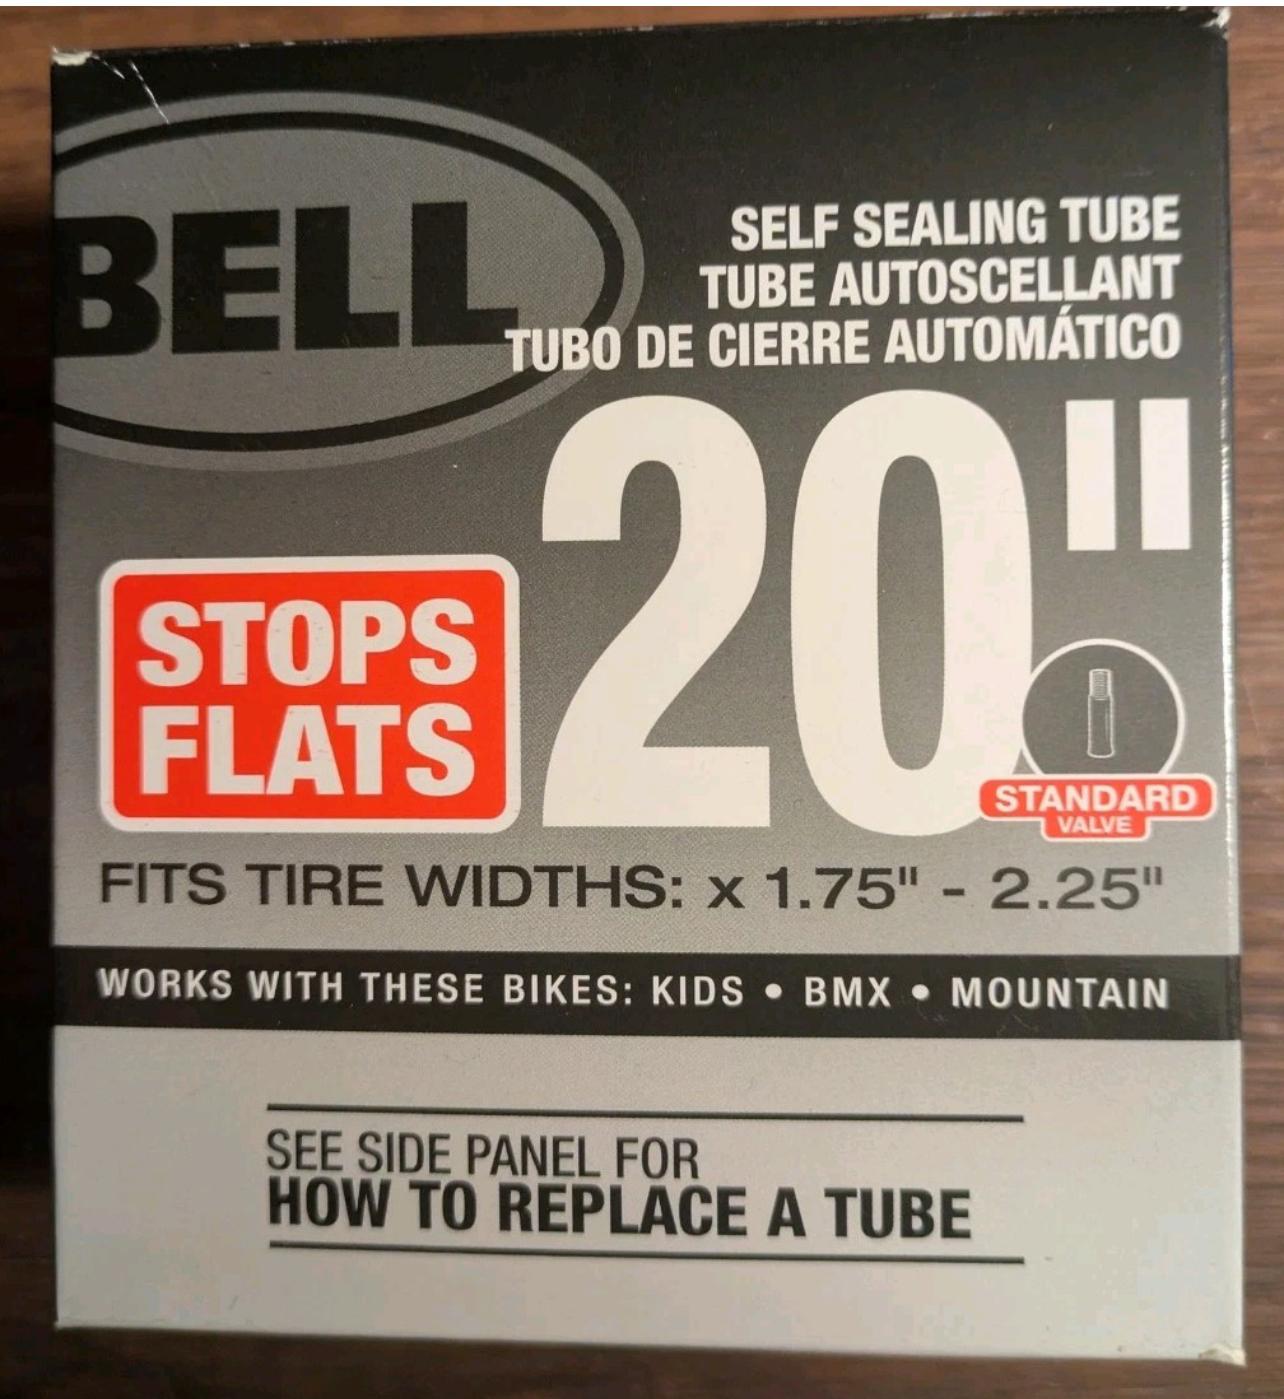 BELL
SELF SEALING TUBE
TUBE AUTOSCELLANT
TUBO DE CIERRE AUTOMÁTICO
20"
STOPS
FLATS
STANDARD
VALVE
FITS TIRE WIDTHS: x 1.75" - 2.25"
WORKS WITH THESE BIKES: KIDS • BMX • MOUNTAIN
SEE SIDE PANEL FOR
HOW TO REPLACE A TUBE